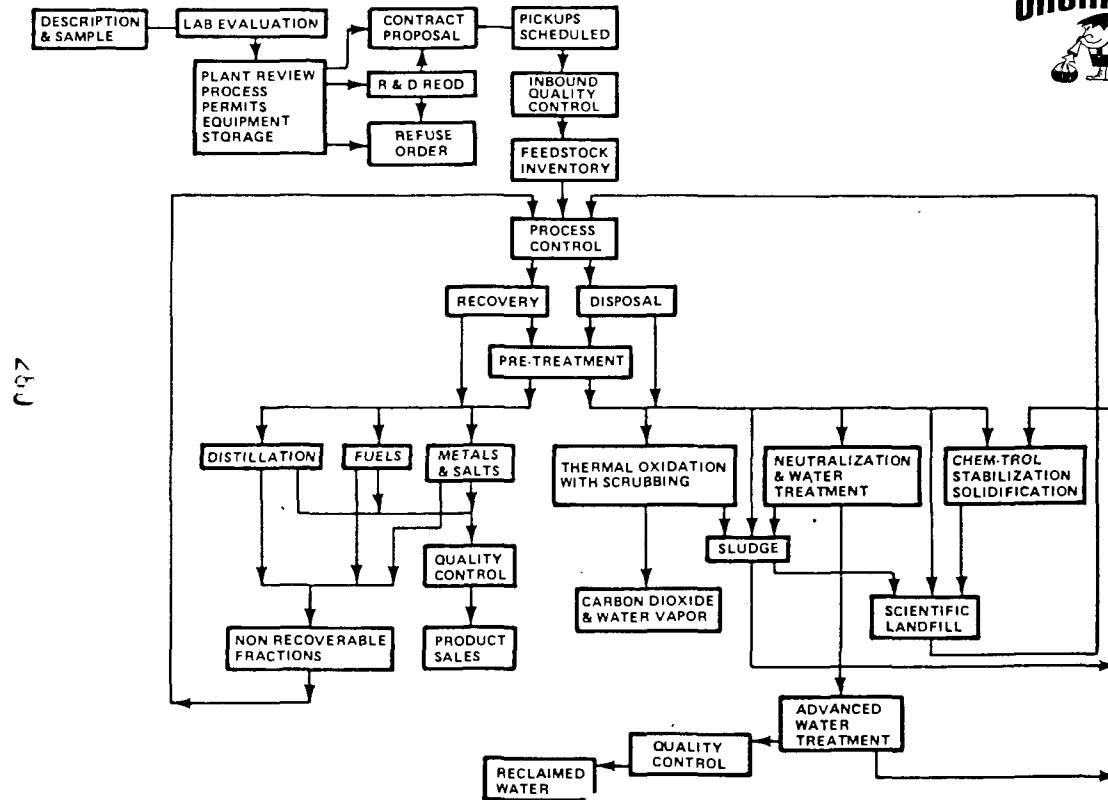 DESCRIPTION
& SAMPLE
LAB EVALUATION
CONTRACT
PROPOSAL
PICKUPS
SCHEDULED
PLANT REVIEW
PROCESS
PERMITS
EQUIPMENT
STORAGE
R & D REOD
REFUSE
ORDER
INBOUND
QUALITY
CONTROL
FEEDSTOCK
INVENTORY
PROCESS
CONTROL
RECOVERY
DISPOSAL
PRE-TREATMENT
DISTILLATION
FUELS
METALS
& SALTS
THERMAL OXIDATION
WITH SCRUBBING
NEUTRALIZATION
& WATER
TREATMENT
CHEM-TROL
STABILIZATION
SOLIDIFICATION
SLUDGE
QUALITY
CONTROL
CARBON DIOXIDE
& WATER VAPOR
SCIENTIFIC
LANDFILL
NON RECOVERABLE
FRACTIONS
PRODUCT
SALES
ADVANCED
WATER
TREATMENT
QUALITY
CONTROL
RECLAIMED
WATER